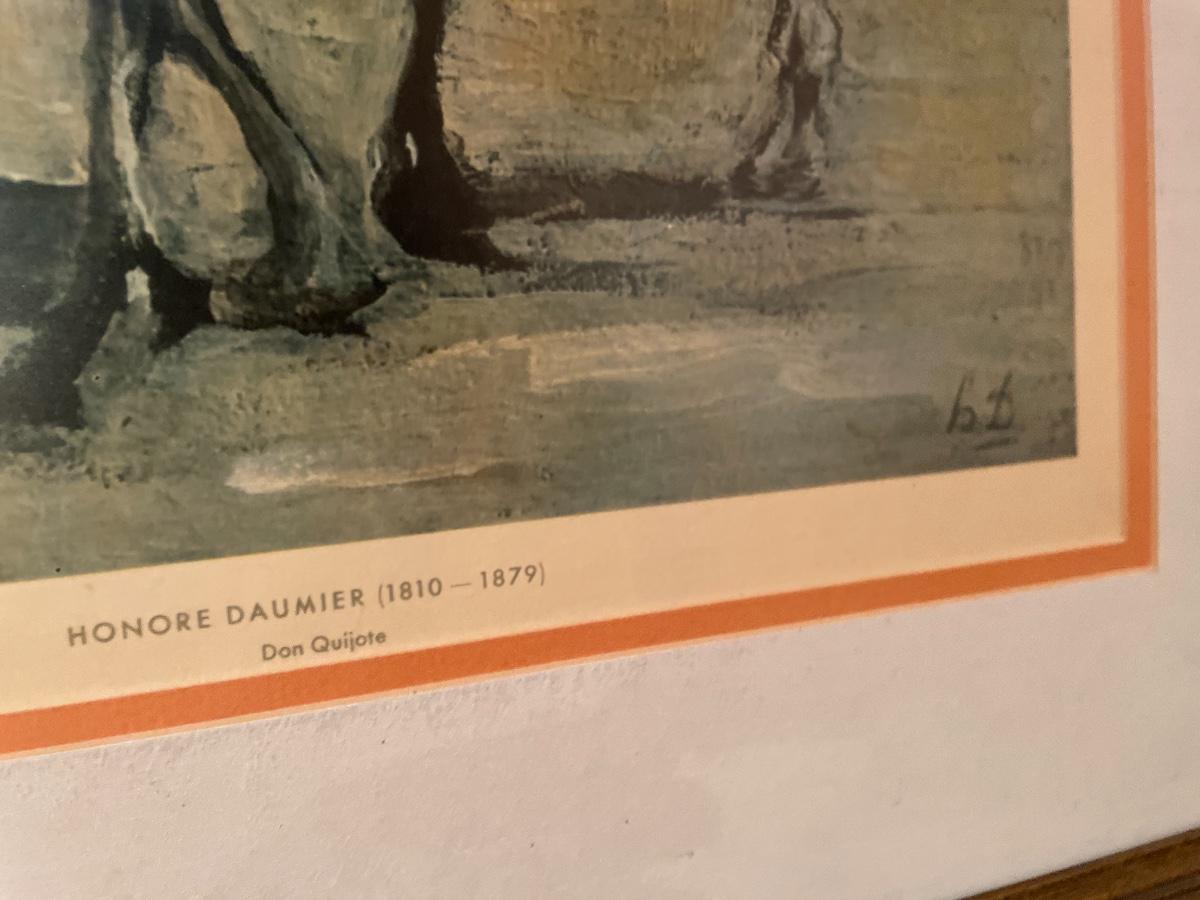 h.D
HONORE DAUMIER (1810 — 1879)
Don Quijote